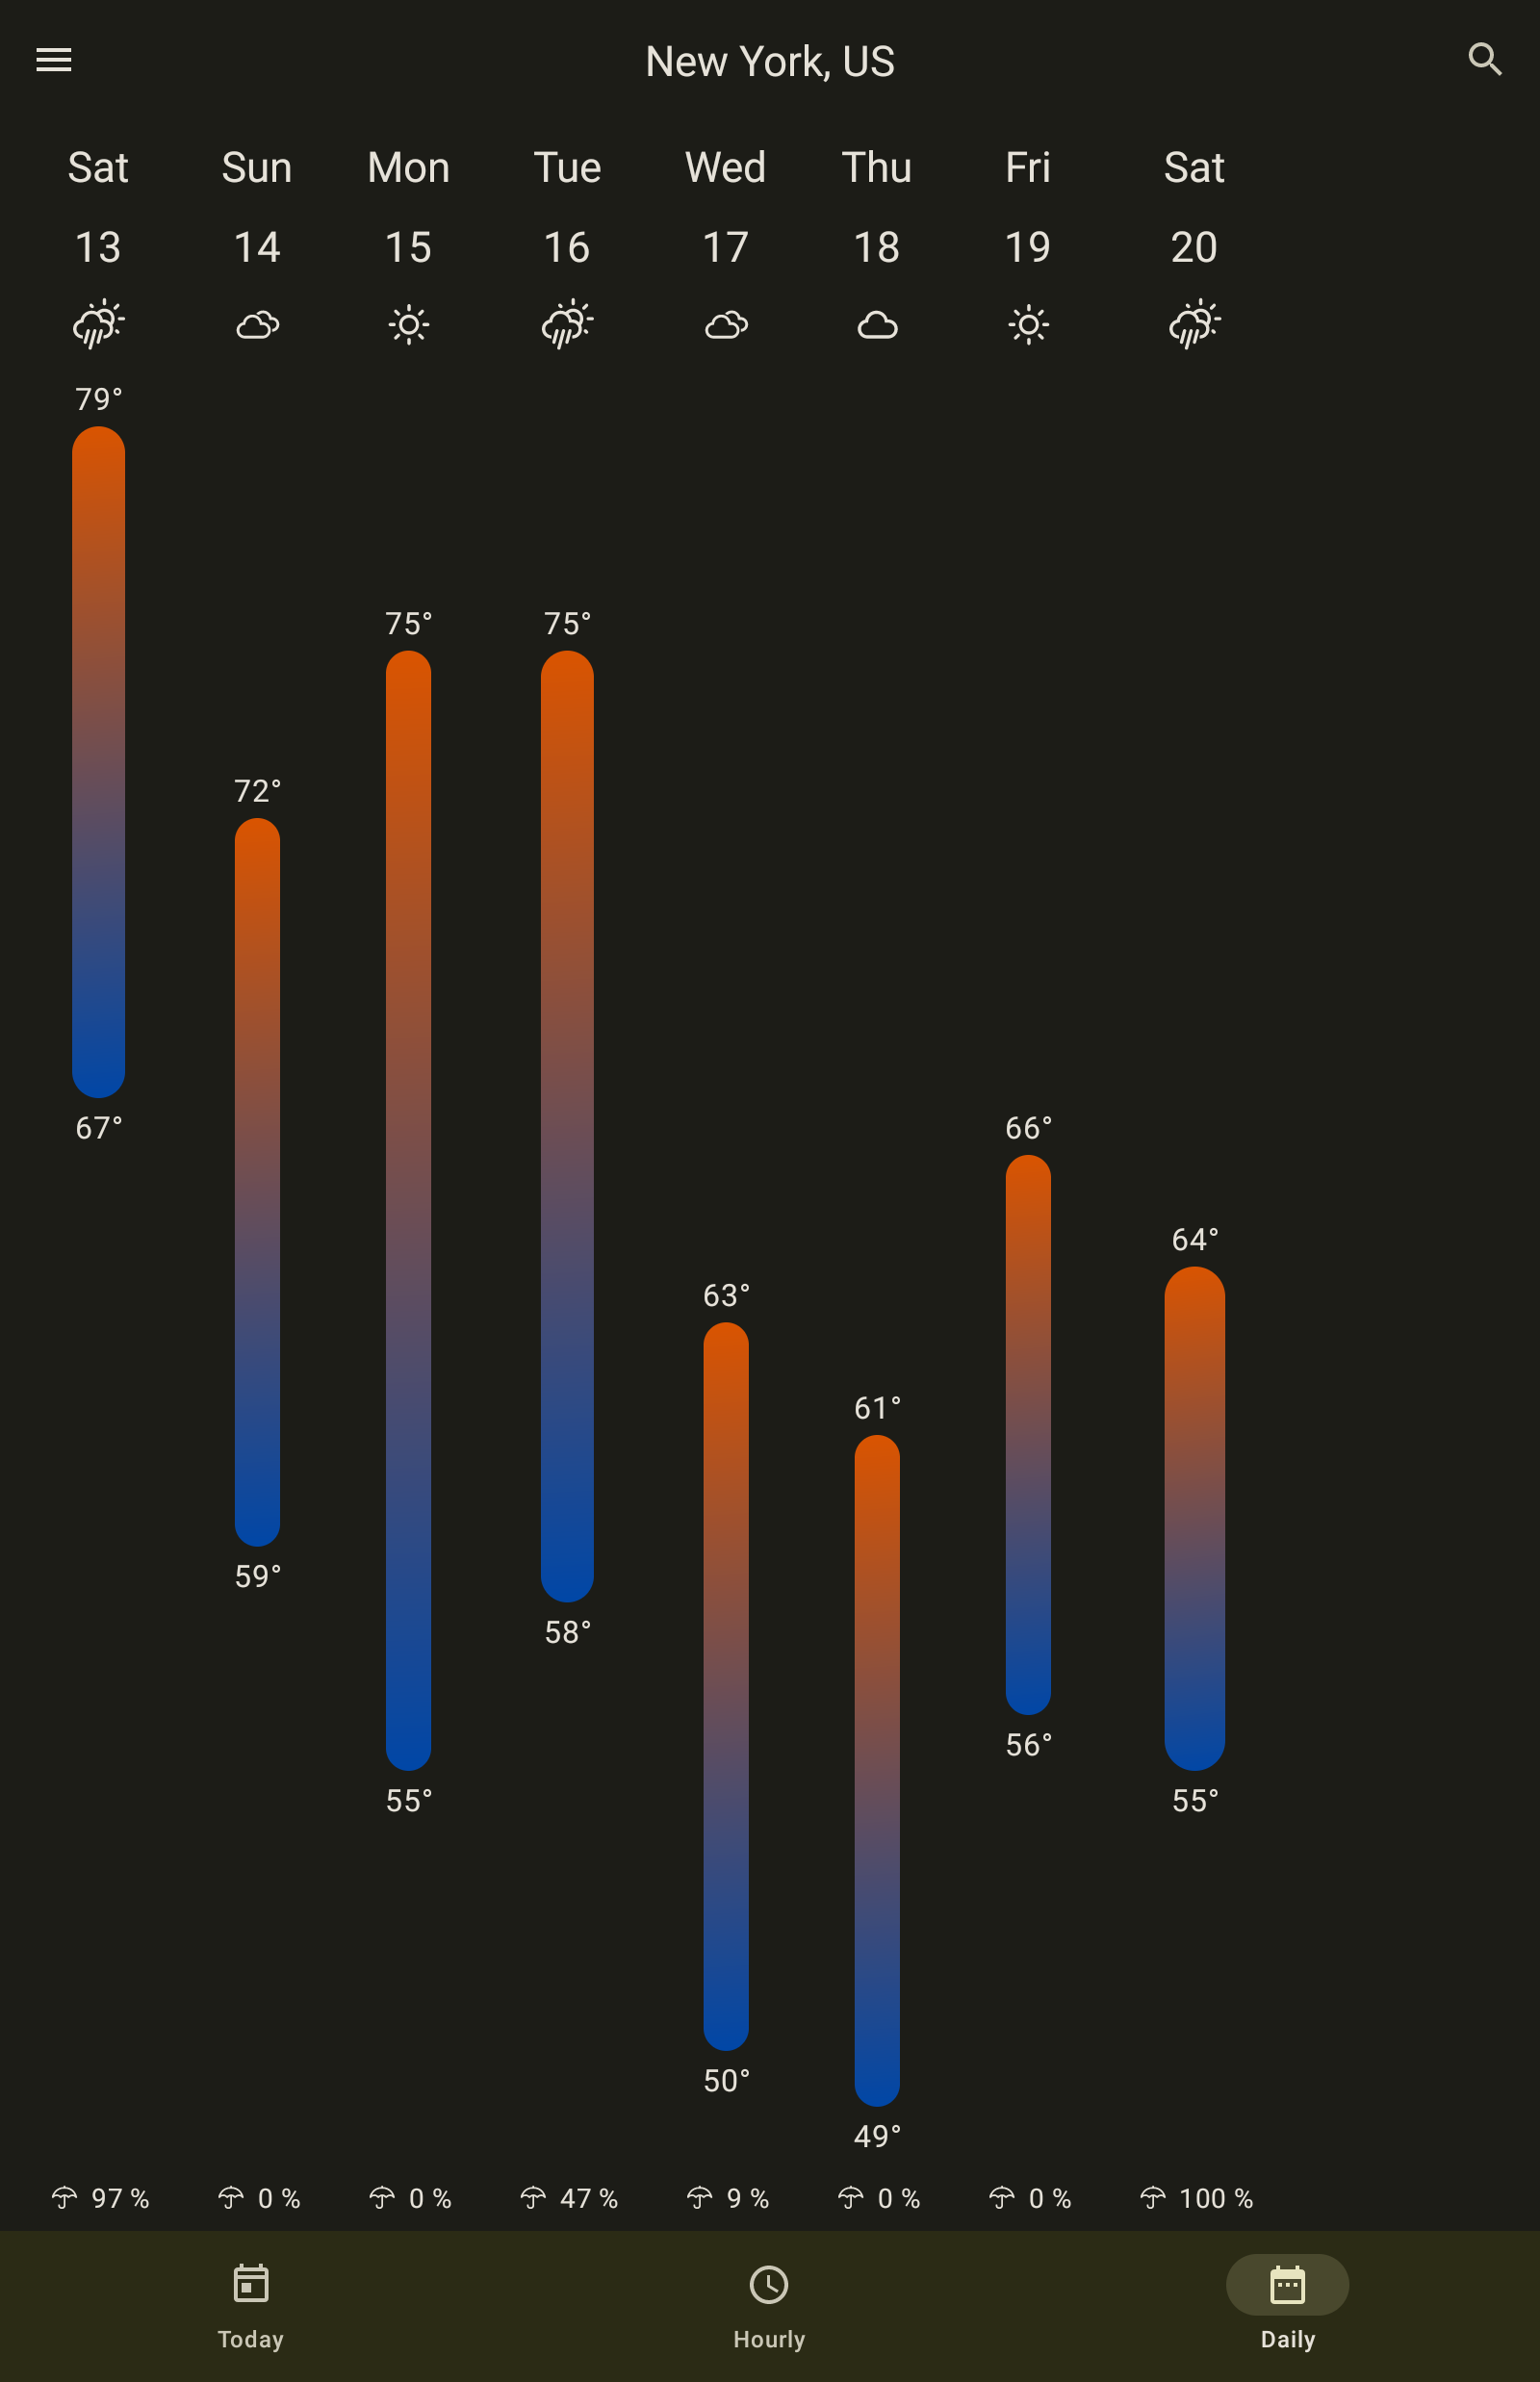 New York, US
Sat Sun Mon Tue Wed Thu Fri Sat
13 14 15 16 17 18 19 20
79°
75° 75°
72°
67° 66°
64°
63°
61°
59°
58°
56°
55° 55°
50°
49°
97 % 0 % 0 % 47 % 9 % 0 % 0 % 100 %
Today Hourly Daily